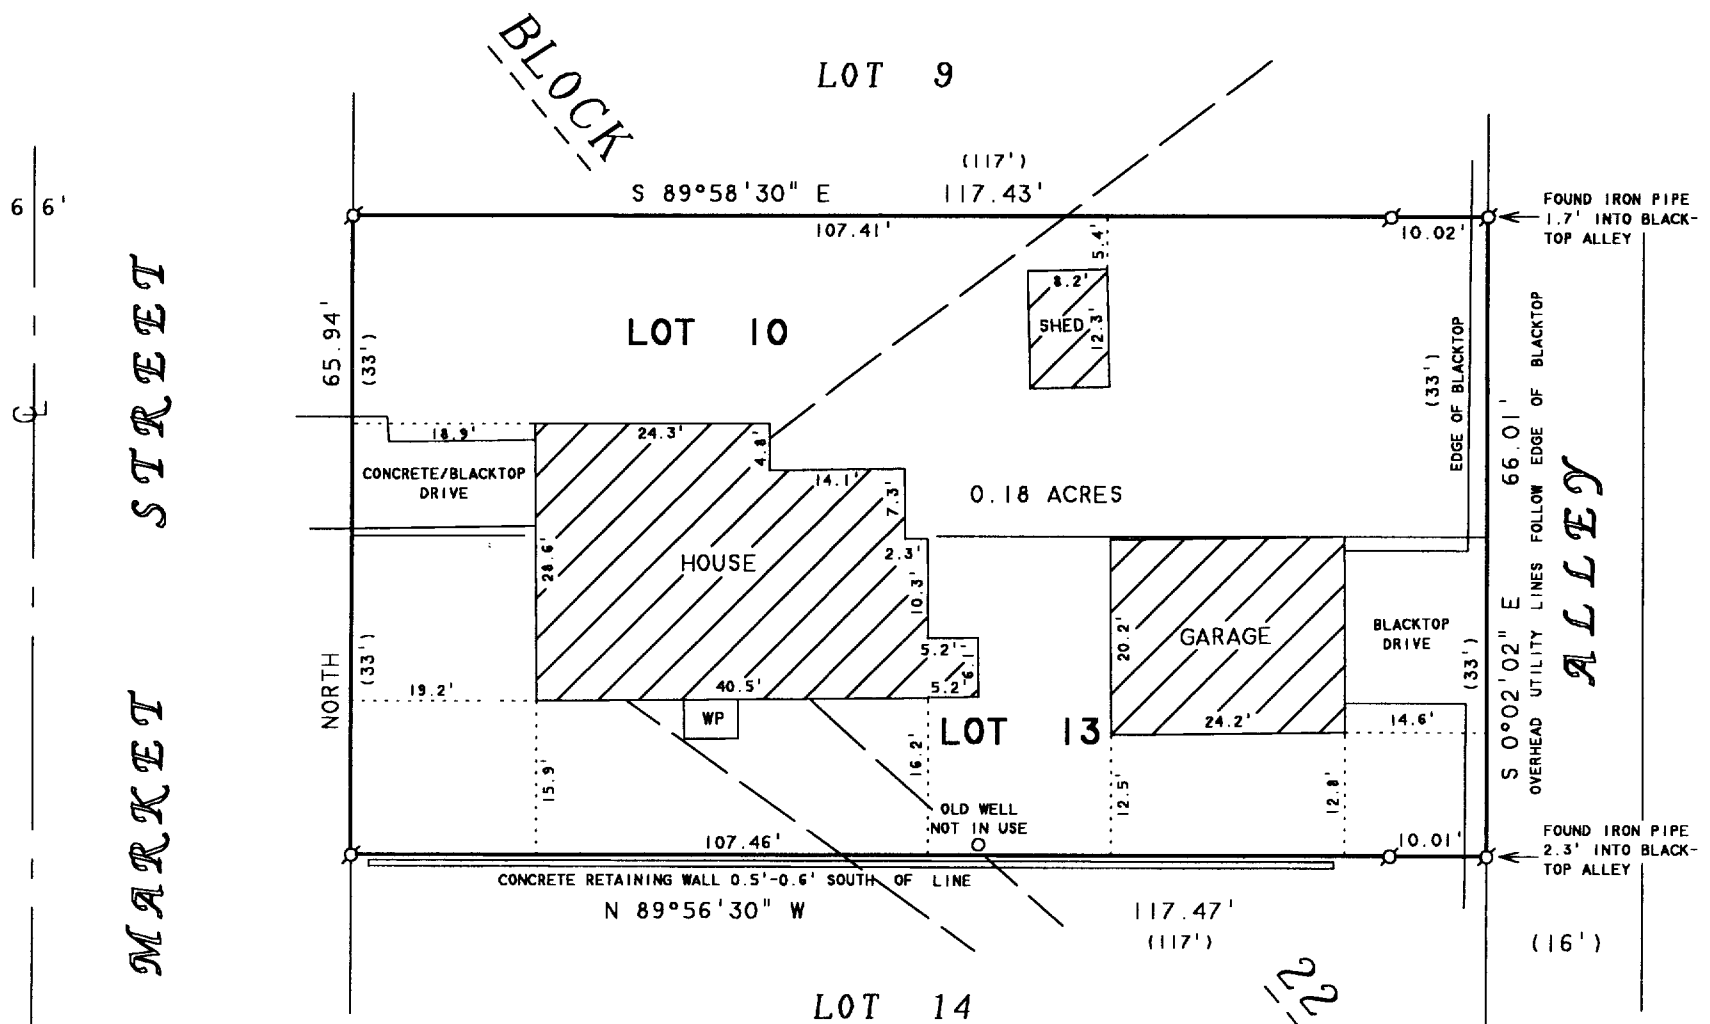 BLOCK
LOT 9
(117')
S 89°58'30" E 117.43'
66'
107.41'
10.02'
FOUND IRON PIPE
1.7' INTO BLACK-
TOP ALLEY
5.4'
8.2'
SHED
12.3'
LOT 10
65.94'
(33')
STREET
CL
18.9'
24.3'
4.8'
14.1'
7.3'
CONCRETE/BLACKTOP
DRIVE
0.18 ACRES
(33')
EDGE OF BLACKTOP
66.01'
OVERHEAD UTILITY LINES FOLLOW EDGE OF BLACKTOP
ALLEY
28.6'
HOUSE
2.3'
10.3'
5.2'
6.1'
5.2'
40.5'
20.2'
GARAGE
24.2'
BLACKTOP
DRIVE
(33')
S 0°02'02" E
14.6'
NORTH
(33')
19.2'
WP
LOT 13
MARKET
15.9'
16.2'
12.5'
12.8'
OLD WELL
NOT IN USE
107.46'
10.01'
FOUND IRON PIPE
2.3' INTO BLACK-
TOP ALLEY
CONCRETE RETAINING WALL 0.5'-0.6' SOUTH OF LINE
N 89°56'30" W 117.47'
(117')
(16')
22
LOT 14